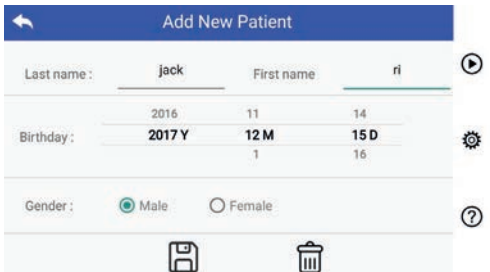 Add New Patient
Last name : jack First name ri
2016 11 14
Birthday : 2017 Y 12 M 15 D
1 16
Gender : Male Female